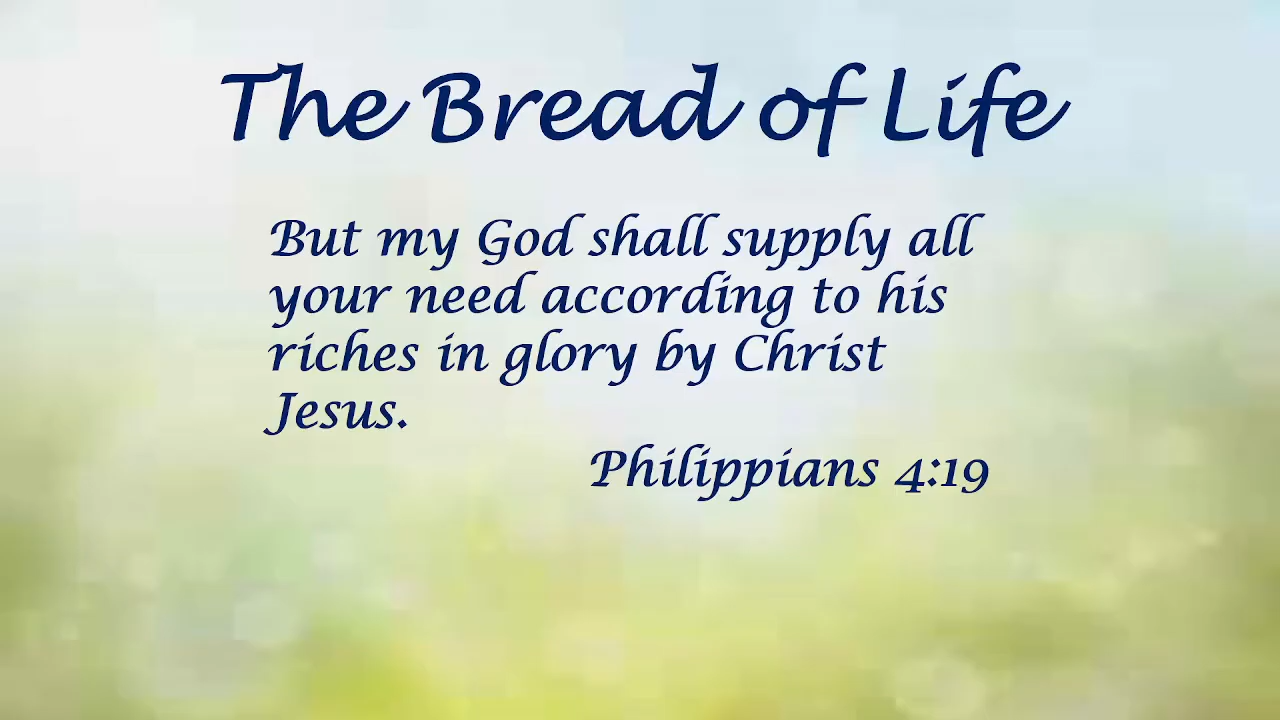 The Bread of Life
But my God shall supply all
your need according to his
riches in glory by Christ
Jesus.
Philippians 4:19